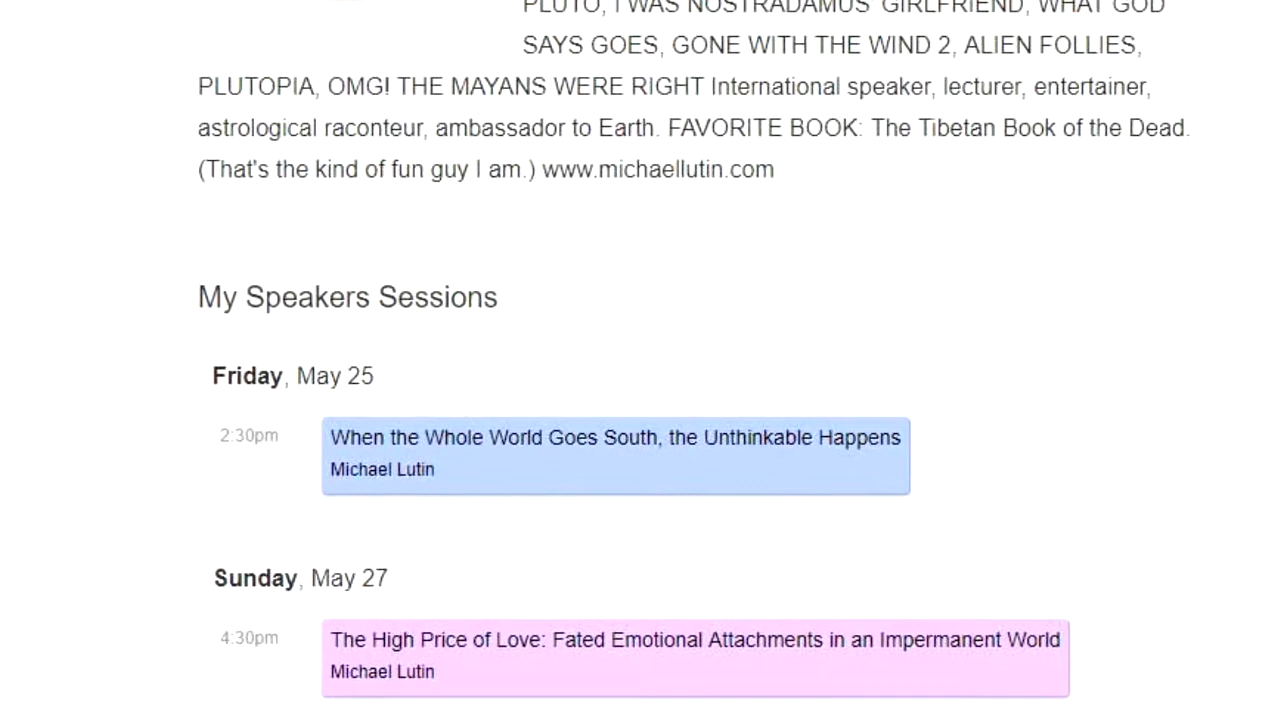 PLUTO, I WAS NOSTRADAMUS' GIRLFRIEND, WHAT GOD
SAYS GOES, GONE WITH THE WIND 2, ALIEN FOLLIES,
PLUTOPIA, OMG! THE MAYANS WERE RIGHT International speaker, lecturer, entertainer,
astrological raconteur, ambassador to Earth. FAVORITE BOOK: The Tibetan Book of the Dead.
(That's the kind of fun guy I am.) www.michaellutin.com
My Speakers Sessions
Friday, May 25
2:30pm
When the Whole World Goes South, the Unthinkable Happens
Michael Lutin
Sunday, May 27
4:30pm
The High Price of Love: Fated Emotional Attachments in an Impermanent World
Michael Lutin